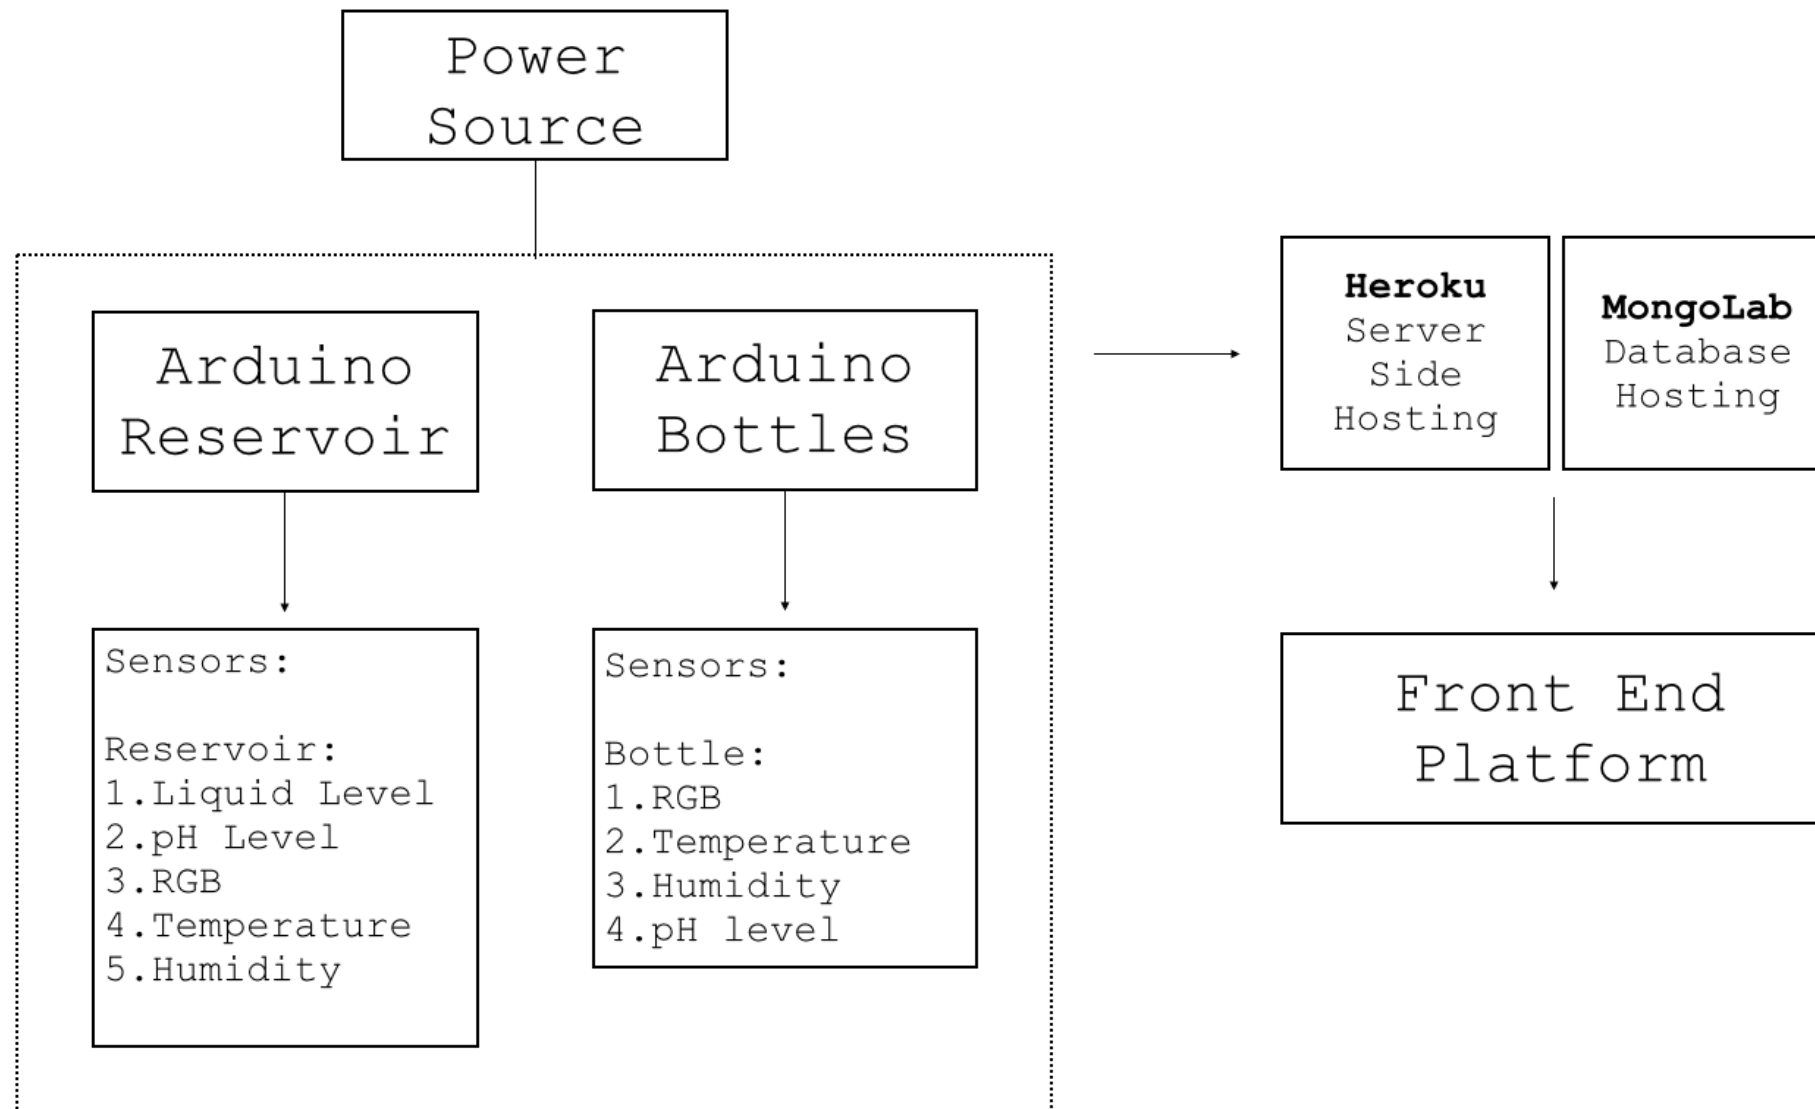 Power
Source
Arduino
Reservoir
Arduino
Bottles
Sensors:
Reservoir:
1.Liquid Level
2.pH Level
3.RGB
4.Temperature
5.Humidity
Sensors:
Bottle:
1.RGB
2.Temperature
3.Humidity
4.pH level
Heroku
Server
Side
Hosting
MongoLab
Database
Hosting
Front End
Platform